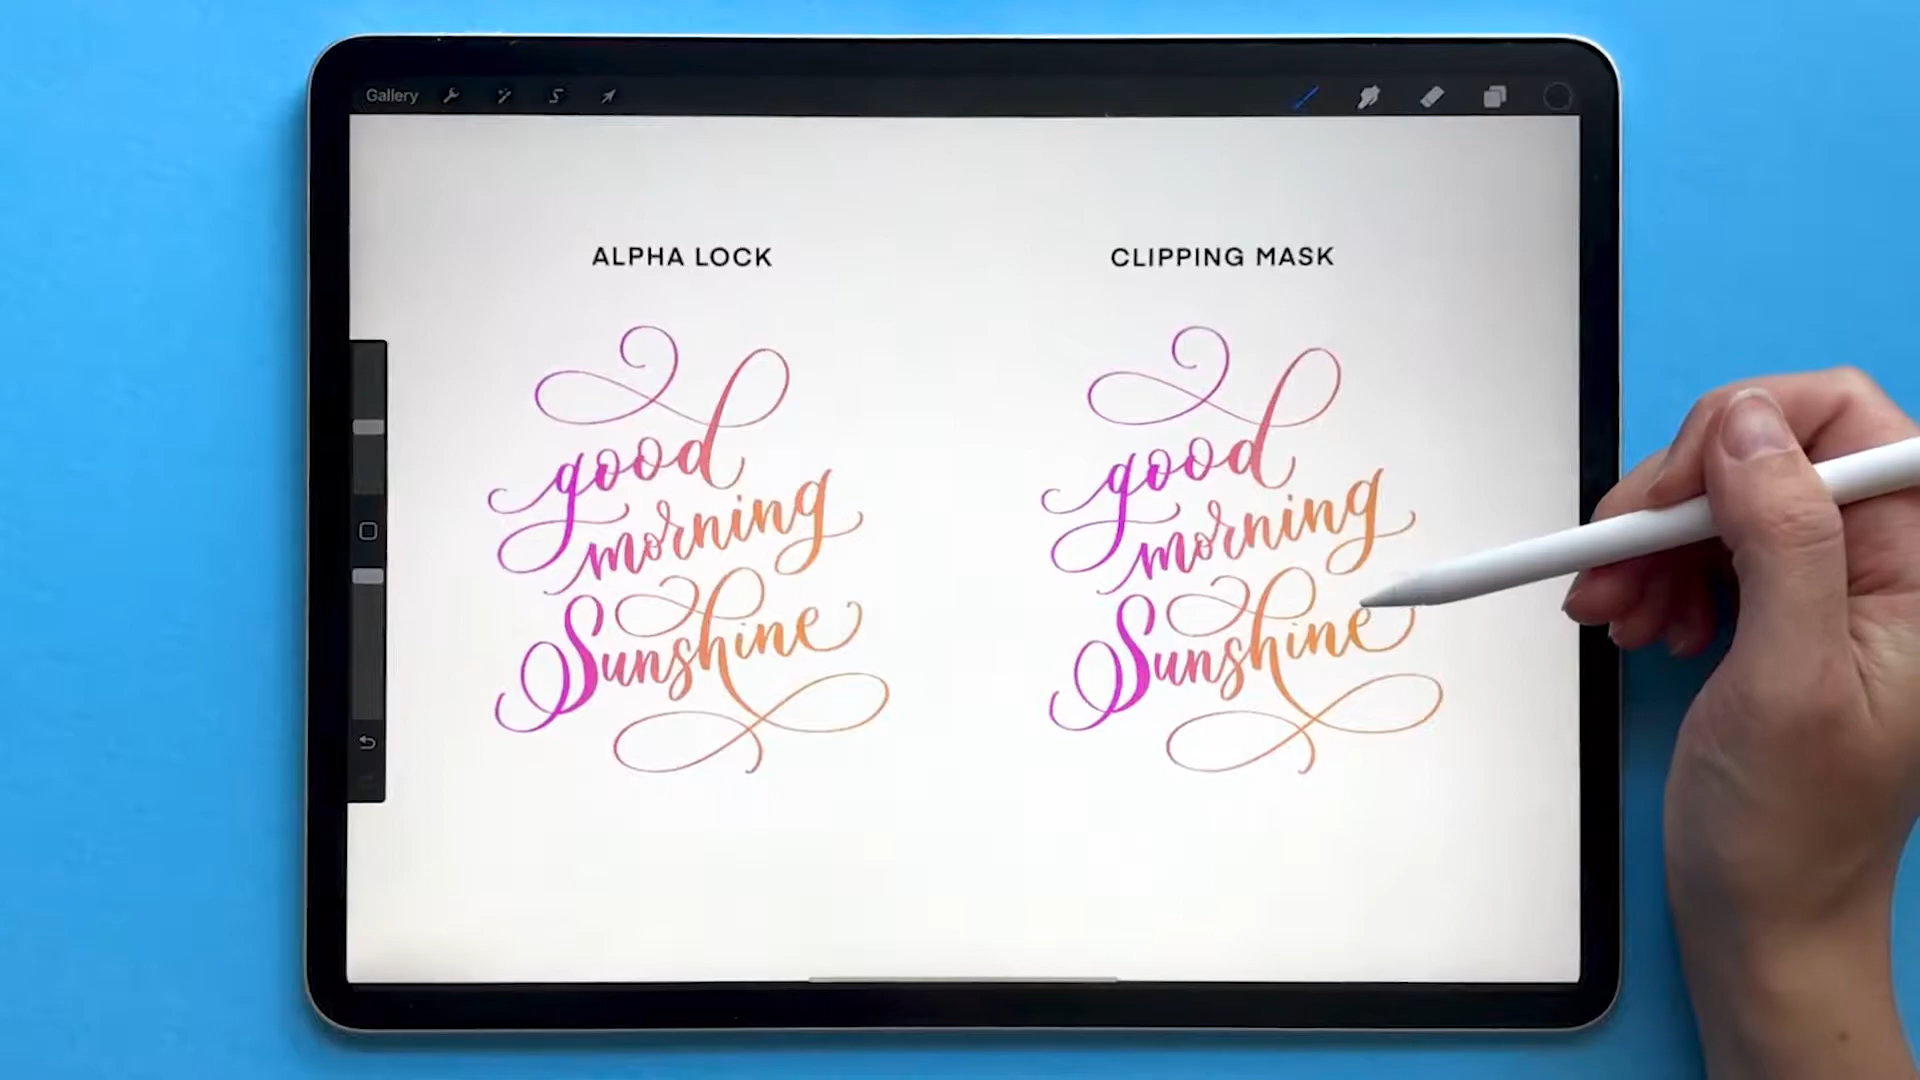 Gallery
ALPHA LOCK
CLIPPING MASK
good
morning
Sunshine
good
morning
Sunshine